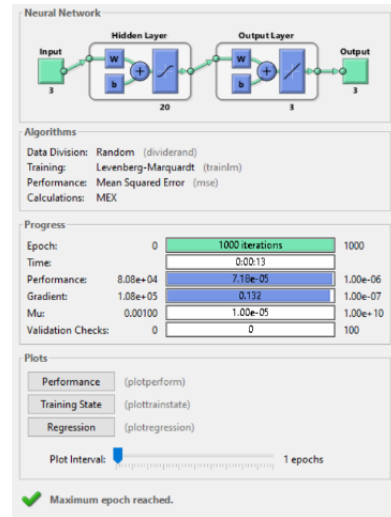 Neural Network
Hidden Layer Output Layer
Input Output
W W
+ +
b b
3 3
20 3
Algorithms
Data Division: Random (dividerand)
Training: Levenberg-Marquardt (trainlm)
Performance: Mean Squared Error (mse)
Calculations: MEX
Progress
Epoch: 0 1000 iterations 1000
Time: 0:00:13
Performance: 8.08e+04 7.18e-05 1.00e-06
Gradient: 1.08e+05 0.132 1.00e-07
Mu: 0.00100 1.00e-05 1.00e+10
Validation Checks: 0 0 100
Plots
Performance (plotperform)
Training State (plottrainstate)
Regression (plotregression)
Plot Interval: 1 epochs
Maximum epoch reached.